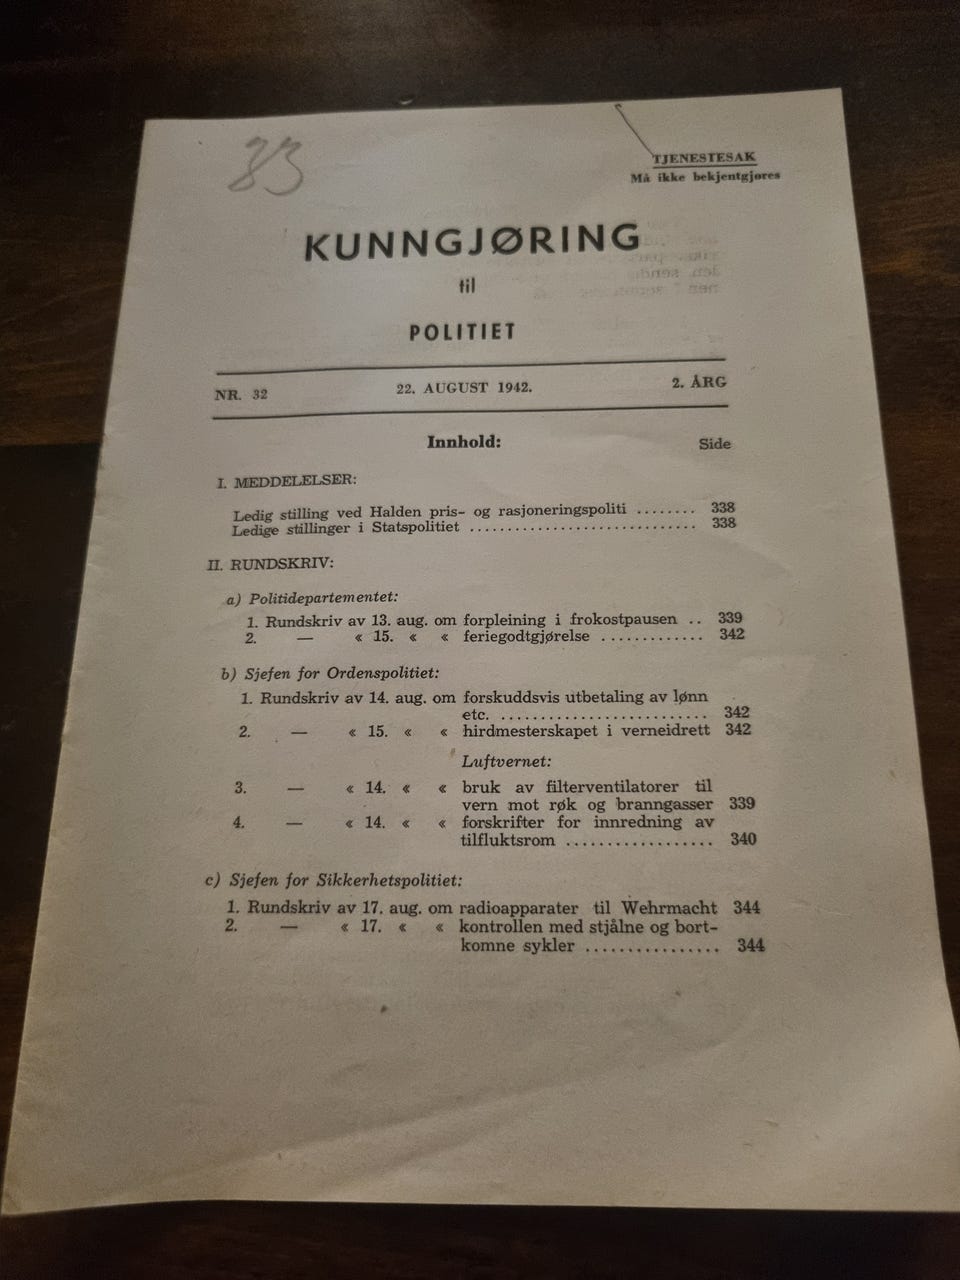 83
TJENESTESAK
Må ikke bekjentgjøres
KUNNGJØRING
til
POLITIET
NR. 32 22. AUGUST 1942. 2. ÅRG
Innhold: Side
I. MEDDELELSER:
Ledig stilling ved Halden pris- og rasjoneringspoliti ........ 338
Ledige stillinger i Statspolitiet ............................. 338
II. RUNDSKRIV:
a) Politidepartementet:
1. Rundskriv av 13. aug. om forpleining i frokostpausen .. 339
2. — « 15. « « feriegodtgjørelse ............. 342
b) Sjefen for Ordenspolitiet:
1. Rundskriv av 14. aug. om forskuddsvis utbetaling av lønn
etc. .......................... 342
2. — « 15. « « hirdmesterskapet i verneidrett 342
Luftvernet:
3. — « 14. « « bruk av filterventilatorer til
vern mot røk og branngasser 339
4. — « 14. « « forskrifter for innredning av
tilfluktsrom .................. 340
c) Sjefen for Sikkerhetspolitiet:
1. Rundskriv av 17. aug. om radioapparater til Wehrmacht 344
2. — « 17. « « kontrollen med stjålne og bort-
komne sykler ................ 344